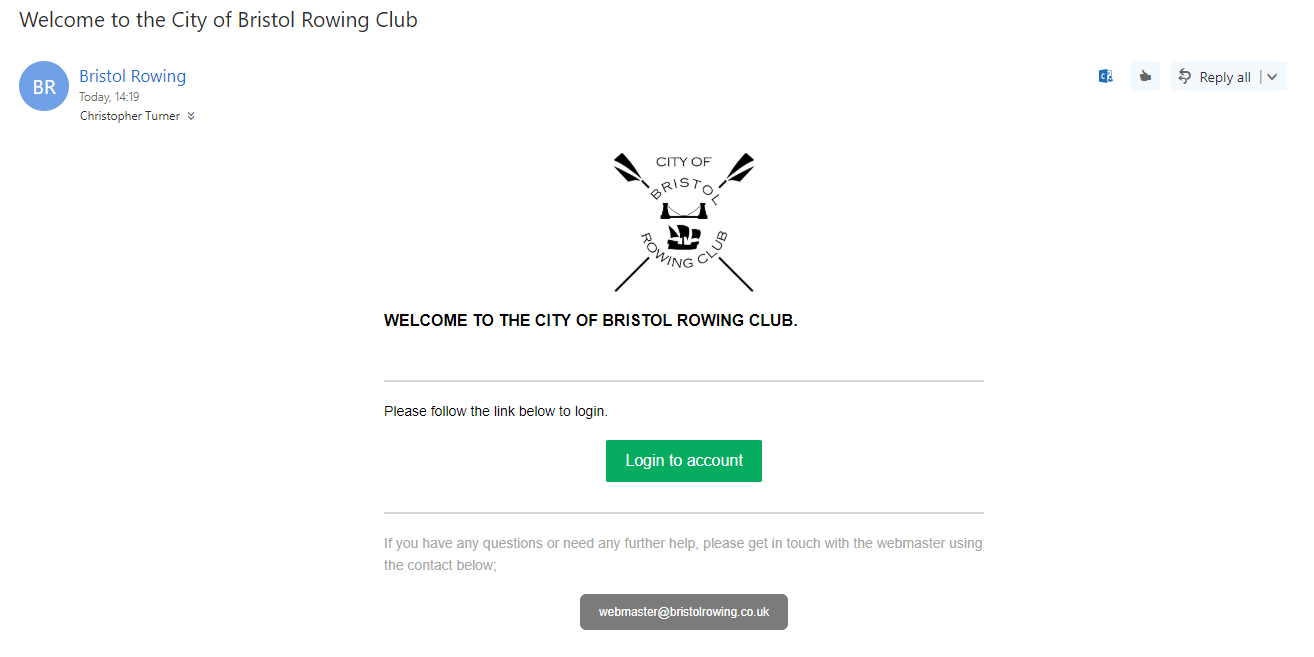 Welcome to the City of Bristol Rowing Club
BR
Bristol Rowing
Today, 14:19
Christopher Turner
Reply all
CITY OF
BRISTOL
ROWING CLUB
WELCOME TO THE CITY OF BRISTOL ROWING CLUB.
Please follow the link below to login.
Login to account
If you have any questions or need any further help, please get in touch with the webmaster using
the contact below;
webmaster@bristolrowing.co.uk